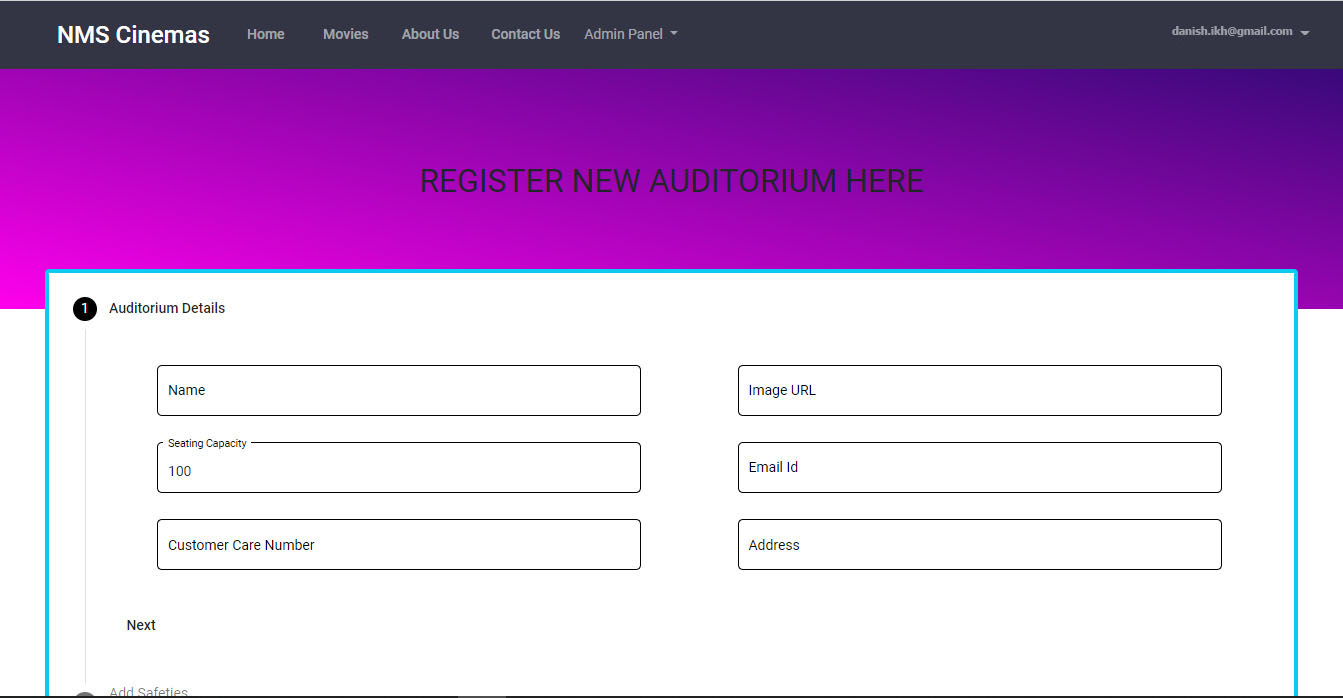 NMS Cinemas Home Movies About Us Contact Us Admin Panel danish.ikh@gmail.com
REGISTER NEW AUDITORIUM HERE
1 Auditorium Details
Name Image URL
Seating Capacity
100 Email Id
Customer Care Number Address
Next
Add Safeties